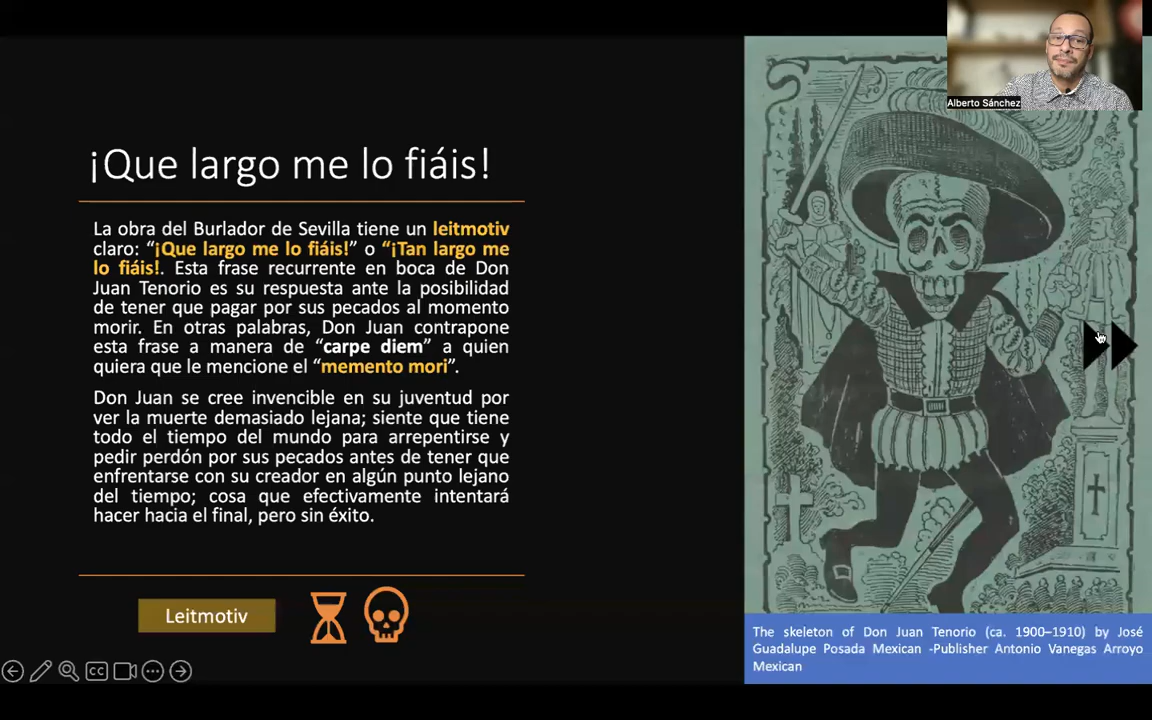 Alberto Sánchez
¡Que largo me lo fiáis!
La obra del Burlador de Sevilla tiene un leitmotiv
claro: “¡Que largo me lo fiáis!” o “¡Tan largo me
lo fiáis!. Esta frase recurrente en boca de Don
Juan Tenorio es su respuesta ante la posibilidad
de tener que pagar por sus pecados al momento
morir. En otras palabras, Don Juan contrapone
esta frase a manera de “carpe diem” a quien
quiera que le mencione el “memento mori”.
Don Juan se cree invencible en su juventud por
ver la muerte demasiado lejana; siente que tiene
todo el tiempo del mundo para arrepentirse y
pedir perdón por sus pecados antes de tener que
enfrentarse con su creador en algún punto lejano
del tiempo; cosa que efectivamente intentará
hacer hacia el final, pero sin éxito.
Leitmotiv
The skeleton of Don Juan Tenorio (ca. 1900–1910) by José
Guadalupe Posada Mexican -Publisher Antonio Vanegas Arroyo
Mexican
CC